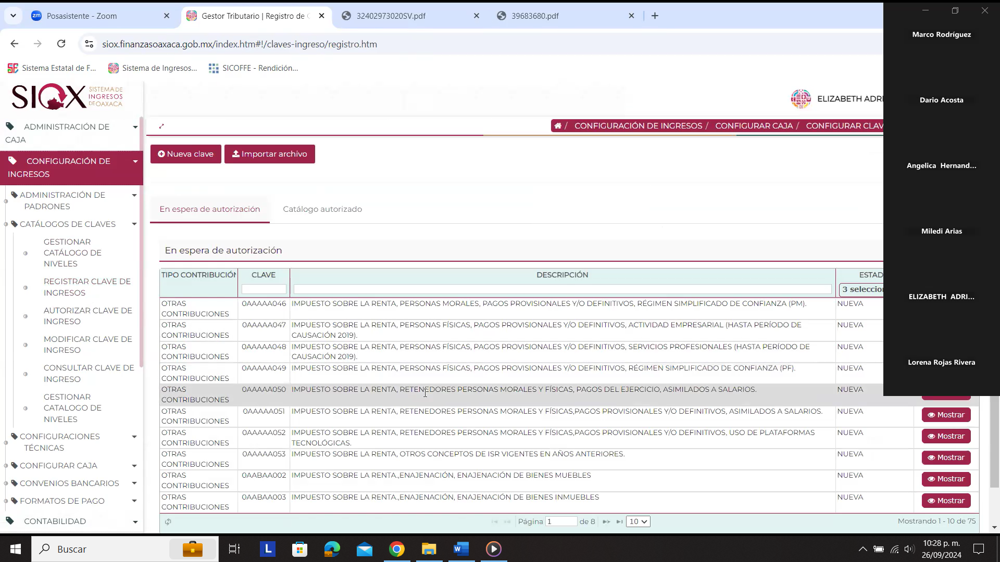 Posasistente - Zoom
Gestor Tributario | Registro de C
32402973020SV.pdf
39683680.pdf
siox.finanzasoaxaca.gob.mx/index.htm#!/claves-ingreso/registro.htm
Sistema Estatal de F...
Sistema de Ingresos...
SICOFFE - Rendición...
SIOX
SISTEMA DE
INGRESOS
DE OAXACA
ELIZABETH ADRI
ADMINISTRACIÓN DE
CAJA
CONFIGURACIÓN DE
INGRESOS
ADMINISTRACIÓN DE
PADRONES
CATÁLOGOS DE CLAVES
GESTIONAR
CATÁLOGO DE
NIVELES
REGISTRAR CLAVE DE
INGRESOS
AUTORIZAR CLAVE DE
INGRESO
MODIFICAR CLAVE DE
INGRESO
CONSULTAR CLAVE DE
INGRESO
GESTIONAR
CATALOGO DE
NIVELES
CONFIGURACIONES
TÉCNICAS
CONFIGURAR CAJA
CONVENIOS BANCARIOS
FORMATOS DE PAGO
CONTABILIDAD
/ CONFIGURACIÓN DE INGRESOS / CONFIGURAR CAJA / CONFIGURAR CLAV
Nueva clave
Importar archivo
En espera de autorización
Catálogo autorizado
En espera de autorización
TIPO CONTRIBUCIÓN CLAVE DESCRIPCIÓN ESTAD
3 seleccio
OTRAS CONTRIBUCIONES 0AAAAA046 IMPUESTO SOBRE LA RENTA, PERSONAS MORALES, PAGOS PROVISIONALES Y/O DEFINITIVOS, RÉGIMEN SIMPLIFICADO DE CONFIANZA (PM). NUEVA
OTRAS CONTRIBUCIONES 0AAAAA047 IMPUESTO SOBRE LA RENTA, PERSONAS FÍSICAS, PAGOS PROVISIONALES Y/O DEFINITIVOS, ACTIVIDAD EMPRESARIAL (HASTA PERÍODO DE CAUSACIÓN 2019). NUEVA
OTRAS CONTRIBUCIONES 0AAAAA048 IMPUESTO SOBRE LA RENTA, PERSONAS FÍSICAS, PAGOS PROVISIONALES Y/O DEFINITIVOS, SERVICIOS PROFESIONALES (HASTA PERÍODO DE CAUSACIÓN 2019). NUEVA
OTRAS CONTRIBUCIONES 0AAAAA049 IMPUESTO SOBRE LA RENTA, PERSONAS FÍSICAS, PAGOS PROVISIONALES Y/O DEFINITIVOS, RÉGIMEN SIMPLIFICADO DE CONFIANZA (PF). NUEVA
OTRAS CONTRIBUCIONES 0AAAAA050 IMPUESTO SOBRE LA RENTA, RETENEDORES PERSONAS MORALES Y FÍSICAS, PAGOS DEL EJERCICIO, ASIMILADOS A SALARIOS. NUEVA
OTRAS CONTRIBUCIONES 0AAAAA051 IMPUESTO SOBRE LA RENTA, RETENEDORES PERSONAS MORALES Y FÍSICAS,PAGOS PROVISIONALES Y/O DEFINITIVOS, ASIMILADOS A SALARIOS. NUEVA Mostrar
OTRAS CONTRIBUCIONES 0AAAAA052 IMPUESTO SOBRE LA RENTA, RETENEDORES PERSONAS MORALES Y FÍSICAS,PAGOS PROVISIONALES Y/O DEFINITIVOS, USO DE PLATAFORMAS TECNOLÓGICAS. NUEVA Mostrar
OTRAS CONTRIBUCIONES 0AAAAA053 IMPUESTO SOBRE LA RENTA, OTROS CONCEPTOS DE ISR VIGENTES EN AÑOS ANTERIORES. NUEVA Mostrar
OTRAS CONTRIBUCIONES 0AABAA002 IMPUESTO SOBRE LA RENTA.,ENAJENACIÓN, ENAJENACIÓN DE BIENES MUEBLES NUEVA Mostrar
OTRAS CONTRIBUCIONES 0AABAA003 IMPUESTO SOBRE LA RENTA.,ENAJENACIÓN, ENAJENACIÓN DE BIENES INMUEBLES NUEVA Mostrar
Página 1 de 8 10
Mostrando 1 - 10 de 75
Marco Rodríguez
Dario Acosta
Angelica Hernand...
Miledi Arias
ELIZABETH ADRI...
Lorena Rojas Rivera
Buscar
10:28 p. m.
26/09/2024